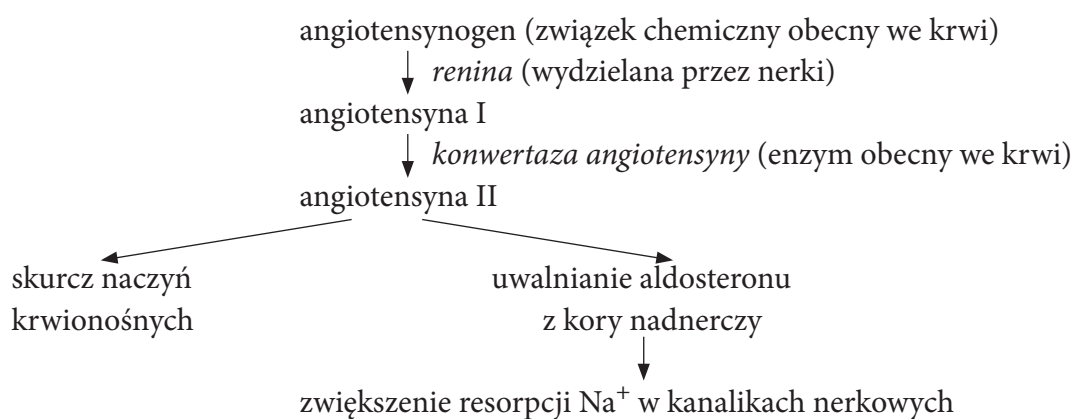 angiotensynogen (związek chemiczny obecny we krwi)
renina (wydzielana przez nerki)
angiotensyna I
konwertaza angiotensyny (enzym obecny we krwi)
angiotensyna II
skurcz naczyń
krwionośnych
uwalnianie aldosteronu
z kory nadnerczy
zwiększenie resorpcji Na⁺ w kanalikach nerkowych